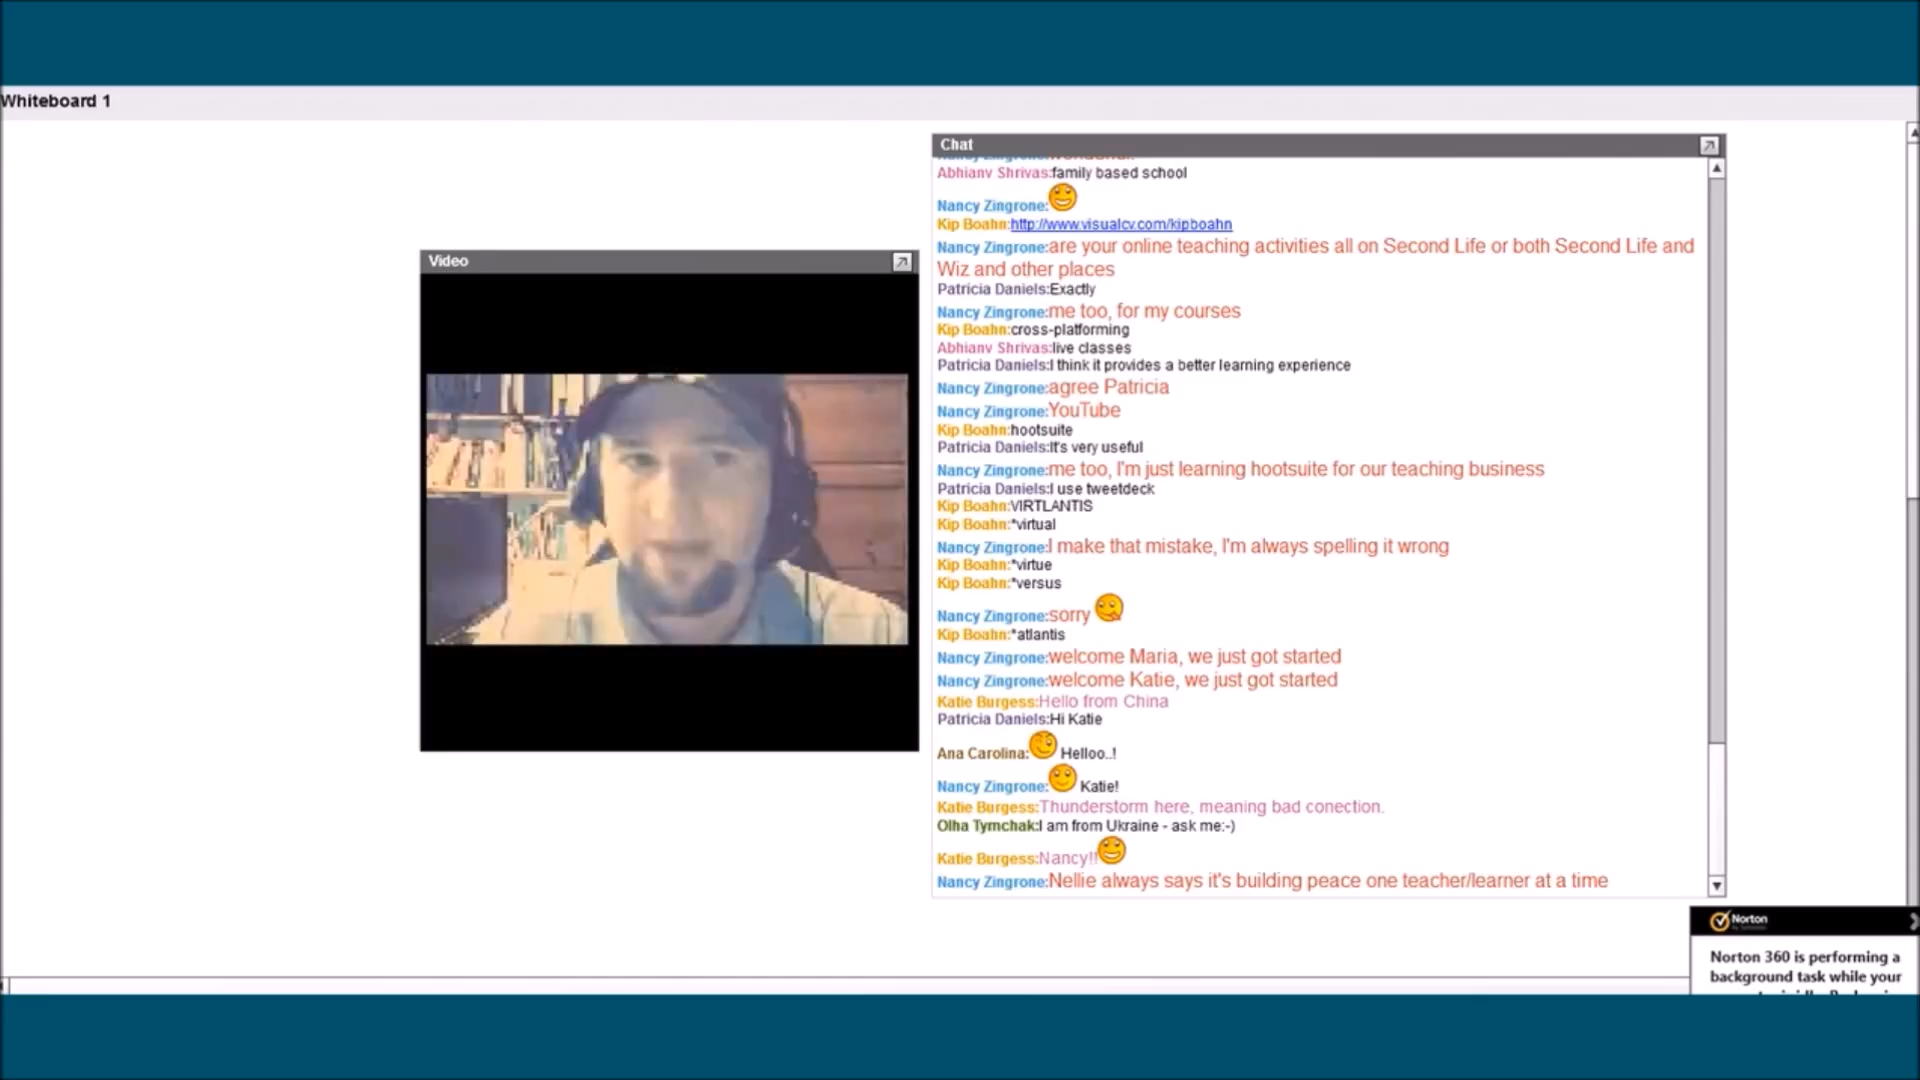 Whiteboard 1
Video
Chat
Nancy Zingrone:
Abhianv Shrivas:family based school
Nancy Zingrone:
Kip Boahn:http://www.visualcv.com/kipboahn
Nancy Zingrone:are your online teaching activities all on Second Life or both Second Life and
Wiz and other places
Patricia Daniels:Exactly
Nancy Zingrone:me too, for my courses
Kip Boahn:cross-platforming
Abhianv Shrivas:live classes
Patricia Daniels:I think it provides a better learning experience
Nancy Zingrone:agree Patricia
Nancy Zingrone:YouTube
Kip Boahn:hootsuite
Patricia Daniels:It's very useful
Nancy Zingrone:me too, I'm just learning hootsuite for our teaching business
Patricia Daniels:I use tweetdeck
Kip Boahn:VIRTLANTIS
Kip Boahn:*virtual
Nancy Zingrone:I make that mistake, I'm always spelling it wrong
Kip Boahn:*virtue
Kip Boahn:*versus
Nancy Zingrone:sorry
Kip Boahn:*atlantis
Nancy Zingrone:welcome Maria, we just got started
Nancy Zingrone:welcome Katie, we just got started
Katie Burgess:Hello from China
Patricia Daniels:Hi Katie
Ana Carolina: Helloo..!
Nancy Zingrone: Katie!
Katie Burgess:Thunderstorm here, meaning bad conection.
Olha Tymchak:I am from Ukraine - ask me:-)
Katie Burgess:Nancy!!
Nancy Zingrone:Nellie always says it's building peace one teacher/learner at a time
Norton
Norton 360 is performing a
background task while your